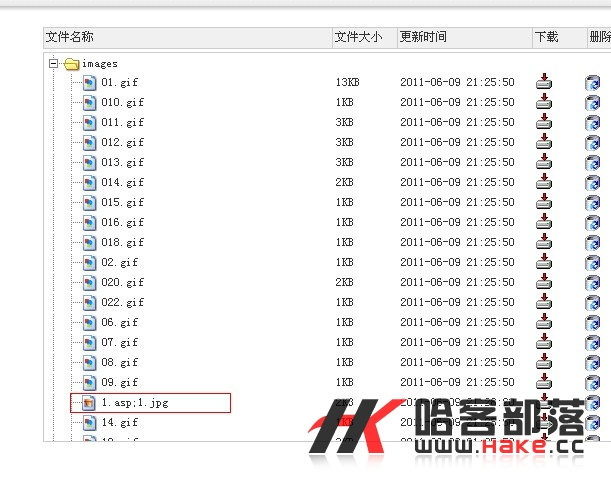 文件名称 文件大小 更新时间 下载 删除
images
01.gif 13KB 2011-06-09 21:25:50
010.gif 1KB 2011-06-09 21:25:50
011.gif 3KB 2011-06-09 21:25:50
012.gif 3KB 2011-06-09 21:25:50
013.gif 3KB 2011-06-09 21:25:50
014.gif 2KB 2011-06-09 21:25:50
015.gif 1KB 2011-06-09 21:25:50
016.gif 1KB 2011-06-09 21:25:50
018.gif 1KB 2011-06-09 21:25:50
02.gif 1KB 2011-06-09 21:25:50
020.gif 2KB 2011-06-09 21:25:50
022.gif 1KB 2011-06-09 21:25:50
06.gif 1KB 2011-06-09 21:25:50
07.gif 1KB 2011-06-09 21:25:50
08.gif 1KB 2011-06-09 21:25:50
09.gif 1KB 2011-06-09 21:25:50
1.asp;1.jpg
14.gif
哈客部落
www.Hake.cc